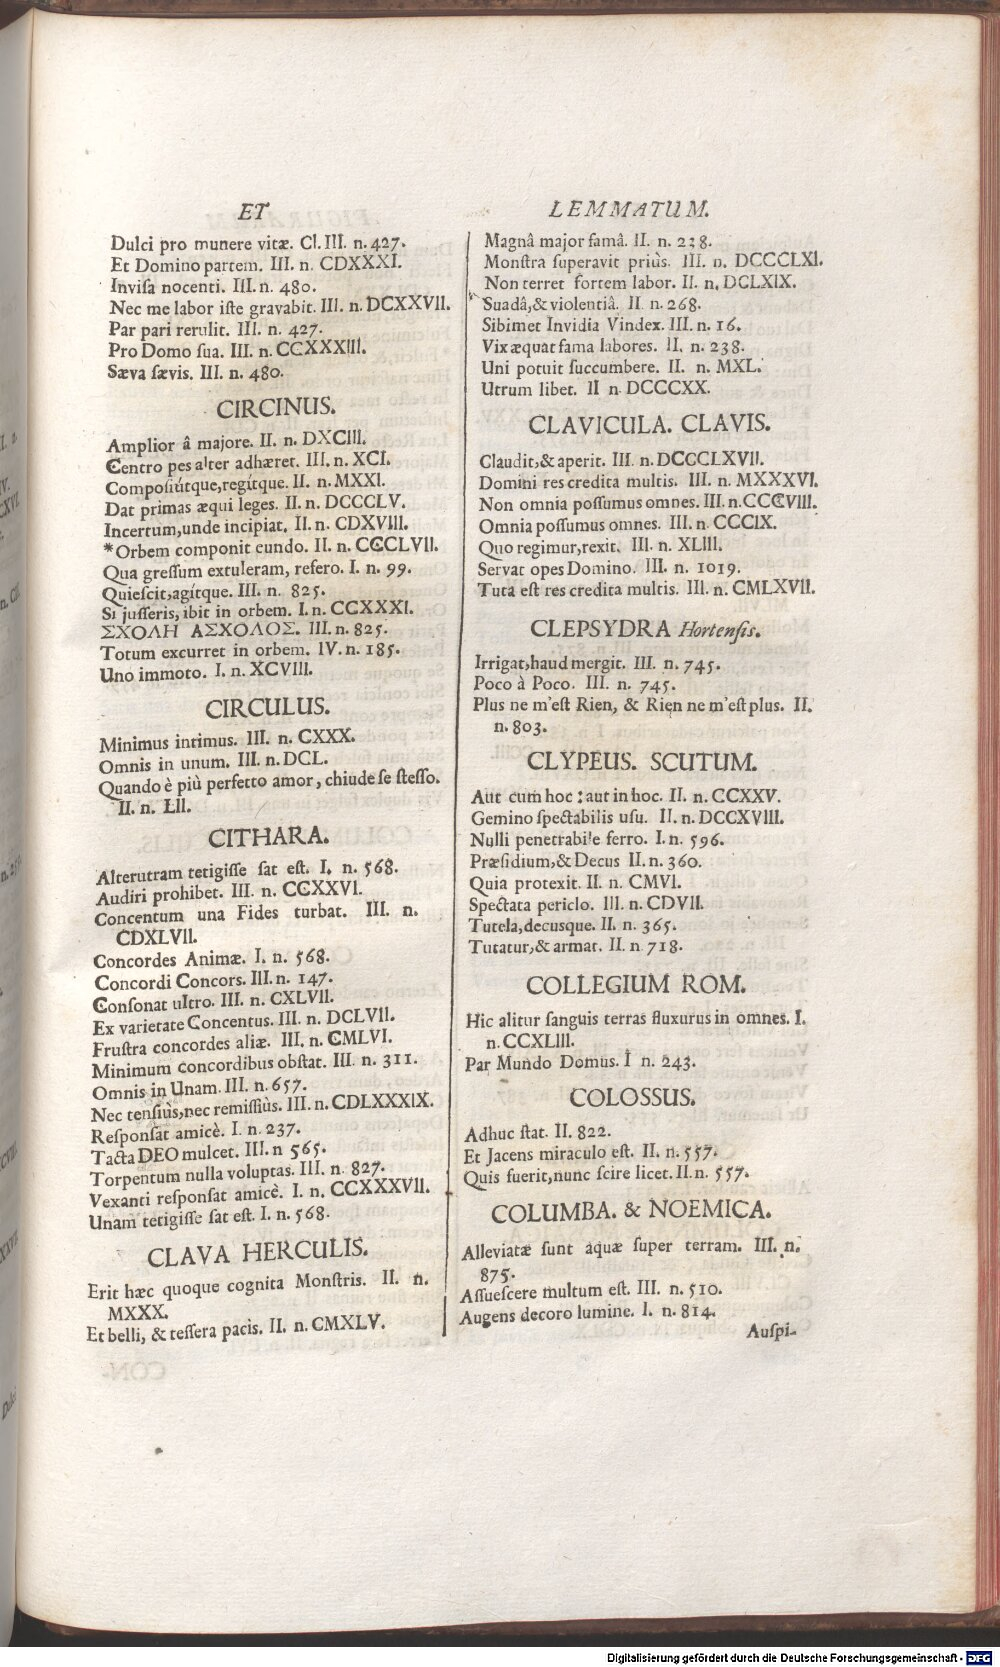 ET
Dulci pro munere vitæ. Cl. III. n. 427.
Et Domino partem. III. n. CDXXXI.
Invisa nocenti. III. n. 480.
Nec me labor iste gravabit. III. n. DCXXVII.
Par pari rerulit. III. n. 427.
Pro Domo sua. III. n. CCXXXIII.
Sæva sævis. III. n. 480.
CIRCINUS.
Amplior â majore. II. n. DXCIII.
Centro pes alter adhæret. III. n. XCI.
Compositútque, regítque. II. n. MXXI.
Dat primas æqui leges. II. n. DCCCLV.
Incertum, unde incipiat. II. n. CDXVIII.
*Orbem componit eundo. II. n. CCCLVII.
Qua gressum extuleram, refero. I. n. 99.
Quiescit, agítque. III. n. 825.
Si jusseris, ibit in orbem. I. n. CCXXXI.
ΣΧΟΛΗ ΑΣΧΟΛΟΣ. III. n. 825.
Totum excurret in orbem. IV. n. 185.
Uno immoto. I. n. XCVIII.
CIRCULUS.
Minimus intimus. III. n. CXXX.
Omnis in unum. III. n. DCL.
Quando è più perfetto amor, chiude se stesso.
II. n. LII.
CITHARA.
Alterutram tetigisse sat est. I. n. 568.
Audiri prohibet. III. n. CCXXVI.
Concentum una Fides turbat. III. n.
CDXLVII.
Concordes Animæ. I. n. 568.
Concordi Concors. III. n. 147.
Consonat ultro. III. n. CXLVII.
Ex varietate Concentus. III. n. DCLVII.
Frustra concordes aliæ. III. n. CMLVI.
Minimum concordibus obstat. III. n. 311.
Omnis in Unam. III. n. 657.
Nec tensiùs, nec remissiùs. III. n. CDLXXXIX.
Responsat amicè. I. n. 237.
Tacta DEO mulcet. III. n 565.
Torpentum nulla voluptas. III. n. 827.
Vexanti responsat amicè. I. n. CCXXXVII.
Unam tetigisse sat est. I. n. 568.
CLAVA HERCULIS.
Erit hæc quoque cognita Monstris. II. n.
MXXX.
Et belli, & tessera pacis. II. n. CMXLV.
LEMMATUM.
Magnâ major famâ. II. n. 238.
Monstra superavit priùs. III. n. DCCCLXI.
Non terret fortem labor. II. n. DCLXIX.
Suadâ, & violentiâ. II. n. 268.
Sibimet Invidia Vindex. III. n. 16.
Vix æquat fama labores. II. n. 238.
Uni potuit succumbere. II. n. MXL.
Utrum libet. II n DCCCXX.
CLAVICULA. CLAVIS.
Claudit, & aperit. III. n. DCCCLXVII.
Domini res credita multis. III. n. MXXXVI.
Non omnia possumus omnes. III. n. CCCVIII.
Omnia possumus omnes. III. n. CCCIX.
Quo regimur, rexit. III. n. XLIII.
Servat opes Domino. III. n. 1019.
Tuta est res credita multis. III. n. CMLXVII.
CLEPSYDRA Hortensis.
Irrigat, haud mergit. III. n. 745.
Poco à Poco. III. n. 745.
Plus ne m'est Rien, & Rien ne m'est plus. II.
n. 803.
CLYPEUS. SCUTUM.
Aut cum hoc : aut in hoc. II. n. CCXXV.
Gemino spectabilis usu. II. n. DCCXVIII.
Nulli penetrabile ferro. I. n. 596.
Præsidium, & Decus II. n. 360.
Quia protexit. II. n. CMVI.
Spectata periclo. III. n. CDVII.
Tutela, decusque. II. n. 365.
Tutatur, & armat. II. n 718.
COLLEGIUM ROM.
Hic alitur sanguis terras fluxurus in omnes. I.
n. CCXLIII.
Par Mundo Domus. I n. 243.
COLOSSUS.
Adhuc stat. II. 822.
Et Jacens miraculo est. II. n. 557.
Quis fuerit, nunc scire licet. II. n. 557.
COLUMBA. & NOEMICA.
Alleviatæ sunt aquæ super terram. III. n.
875.
Assuescere multum est. III. n. 510.
Augens decoro lumine. I. n. 814.
Auspi-
Digitalisierung gefördert durch die Deutsche Forschungsgemeinschaft - DFG